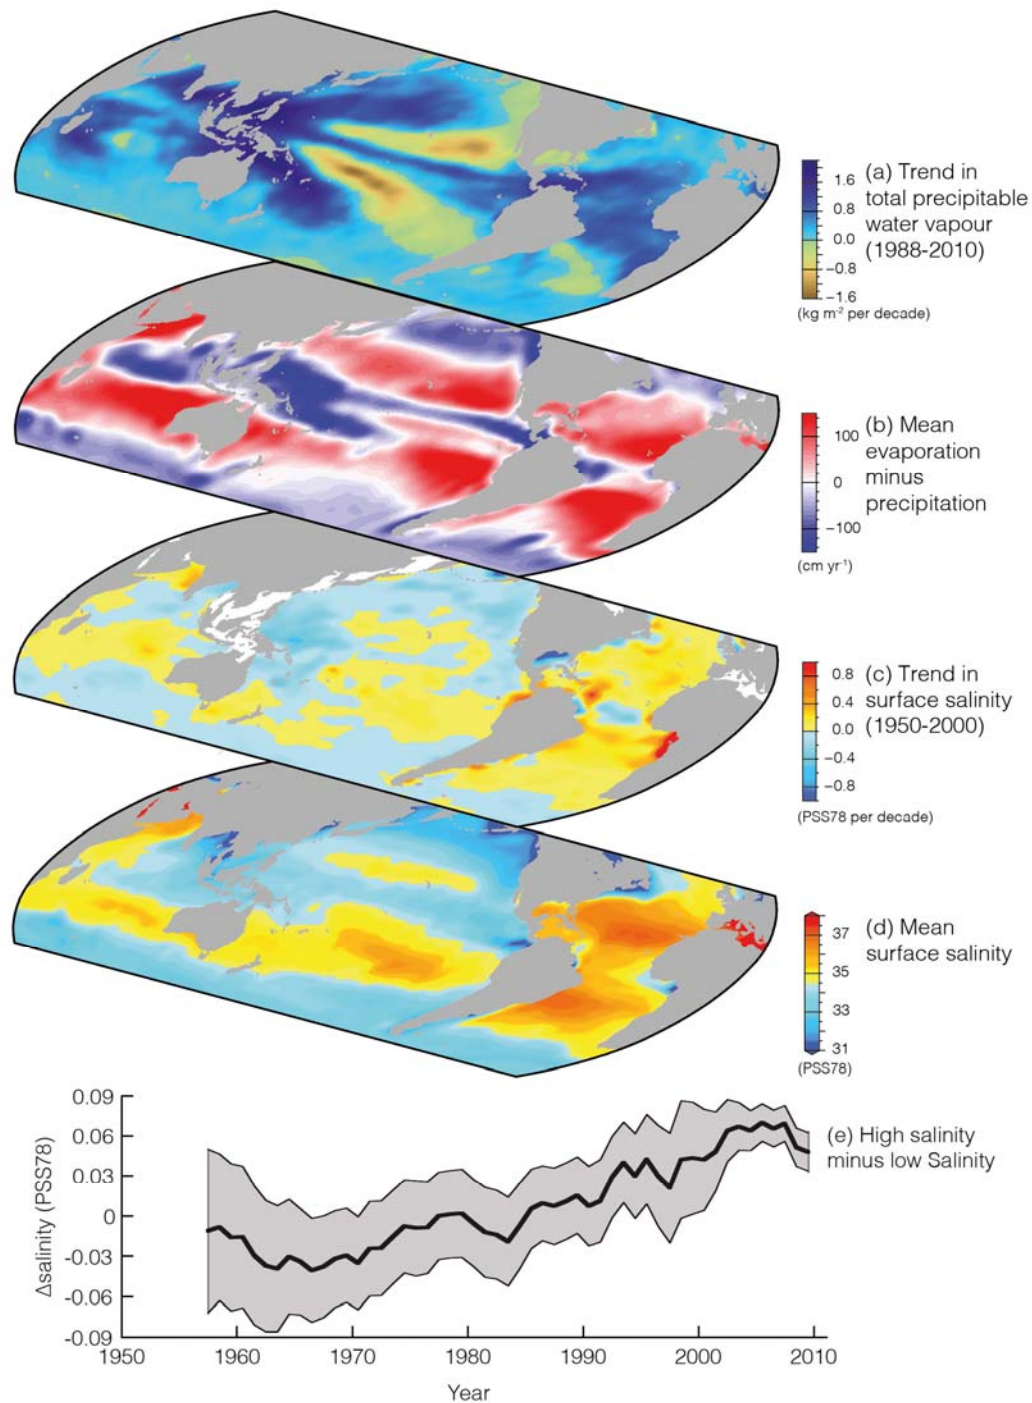 (a) Trend in
total precipitable
water vapour
(1988-2010)
1.6
0.8
0.0
−0.8
−1.6
(kg m⁻² per decade)
(b) Mean
evaporation
minus
precipitation
100
0
−100
(cm yr⁻¹)
(c) Trend in
surface salinity
(1950-2000)
0.8
0.4
0.0
−0.4
−0.8
(PSS78 per decade)
(d) Mean
surface salinity
37
35
33
31
(PSS78)
(e) High salinity
minus low Salinity
Δsalinity (PSS78)
0.09
0.06
0.03
0
-0.03
-0.06
-0.09
1950
1960
1970
1980
1990
2000
2010
Year